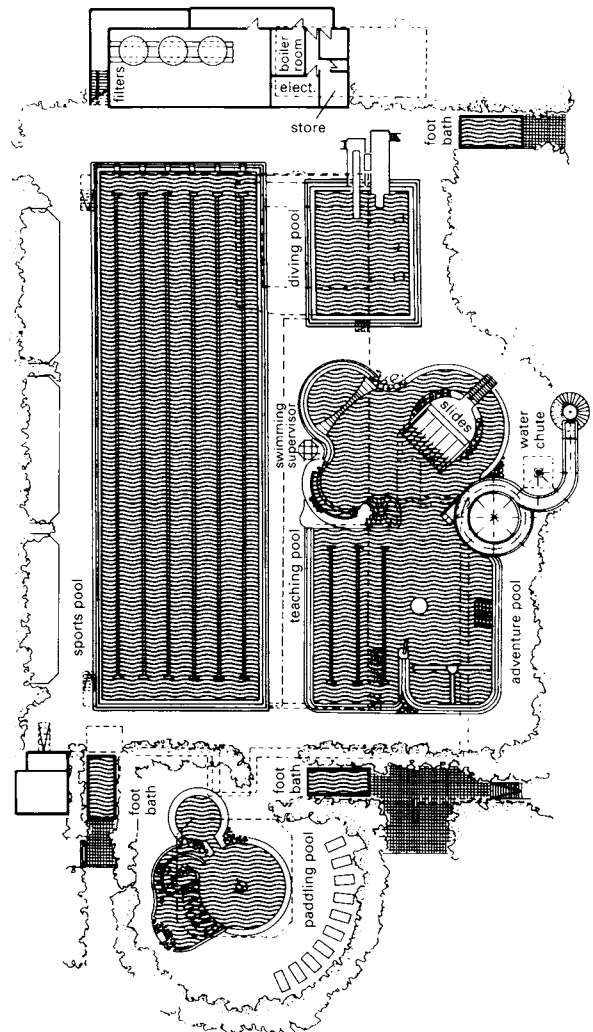 filters
boiler
room
elect.
store
foot
bath
diving pool
swimming
supervisor
slides
water
chute
sports pool
teaching pool
adventure pool
foot
bath
foot
bath
paddling pool